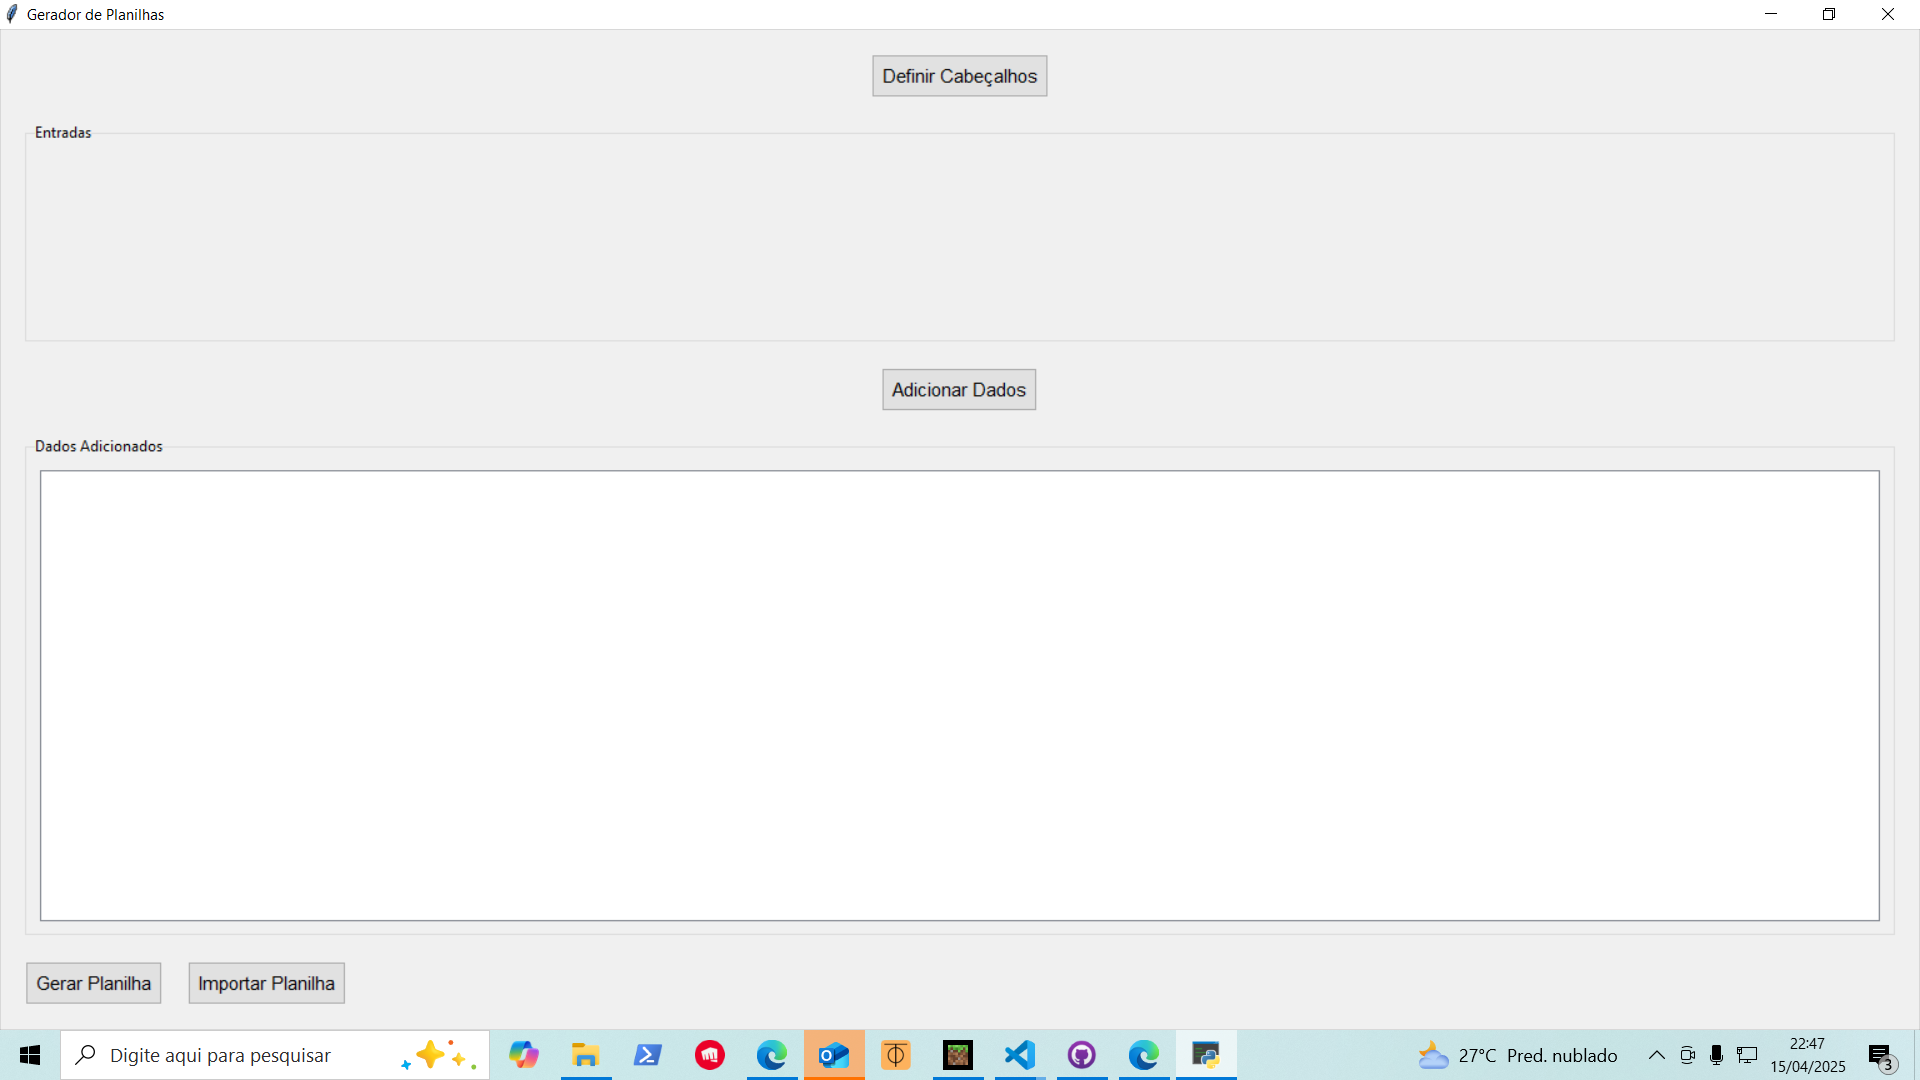 Gerador de Planilhas
Definir Cabeçalhos
Entradas
Adicionar Dados
Dados Adicionados
Gerar Planilha
Importar Planilha
Digite aqui para pesquisar
27°C Pred. nublado
22:47
15/04/2025
3